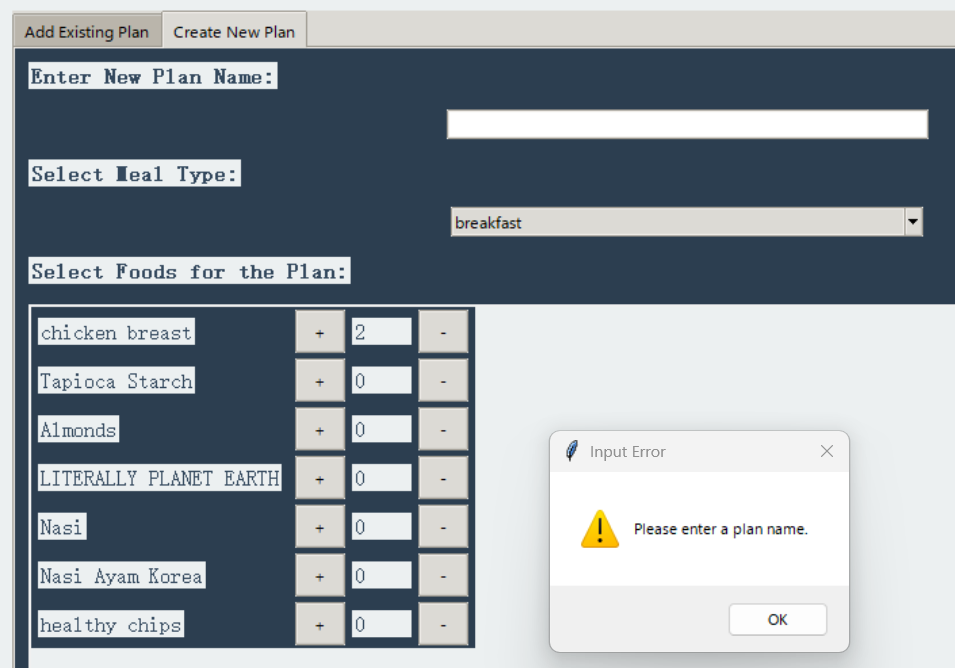 Add Existing Plan Create New Plan
Enter New Plan Name:
Select Meal Type:
breakfast
Select Foods for the Plan:
chicken breast + 2 -
Tapioca Starch + 0 -
Almonds + 0 -
LITERALLY PLANET EARTH + 0 -
Nasi + 0 -
Nasi Ayam Korea + 0 -
healthy chips + 0 -
Input Error
Please enter a plan name.
OK